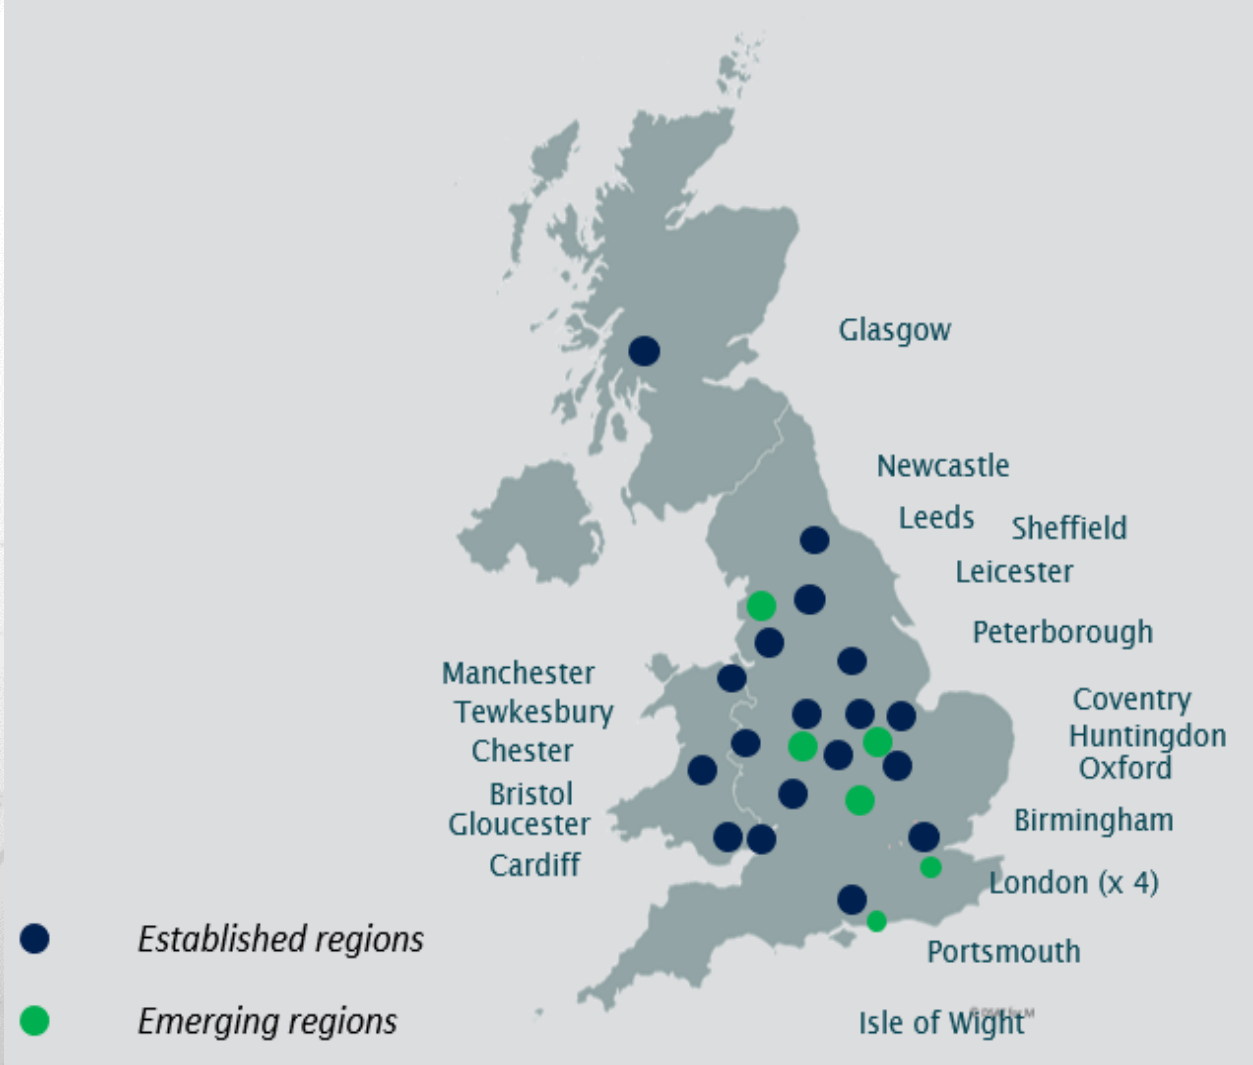 Glasgow
Newcastle
Leeds
Sheffield
Leicester
Peterborough
Manchester
Tewkesbury
Chester
Bristol
Gloucester
Cardiff
Coventry
Huntingdon
Oxford
Birmingham
London (x 4)
Portsmouth
Isle of Wight
Established regions
Emerging regions